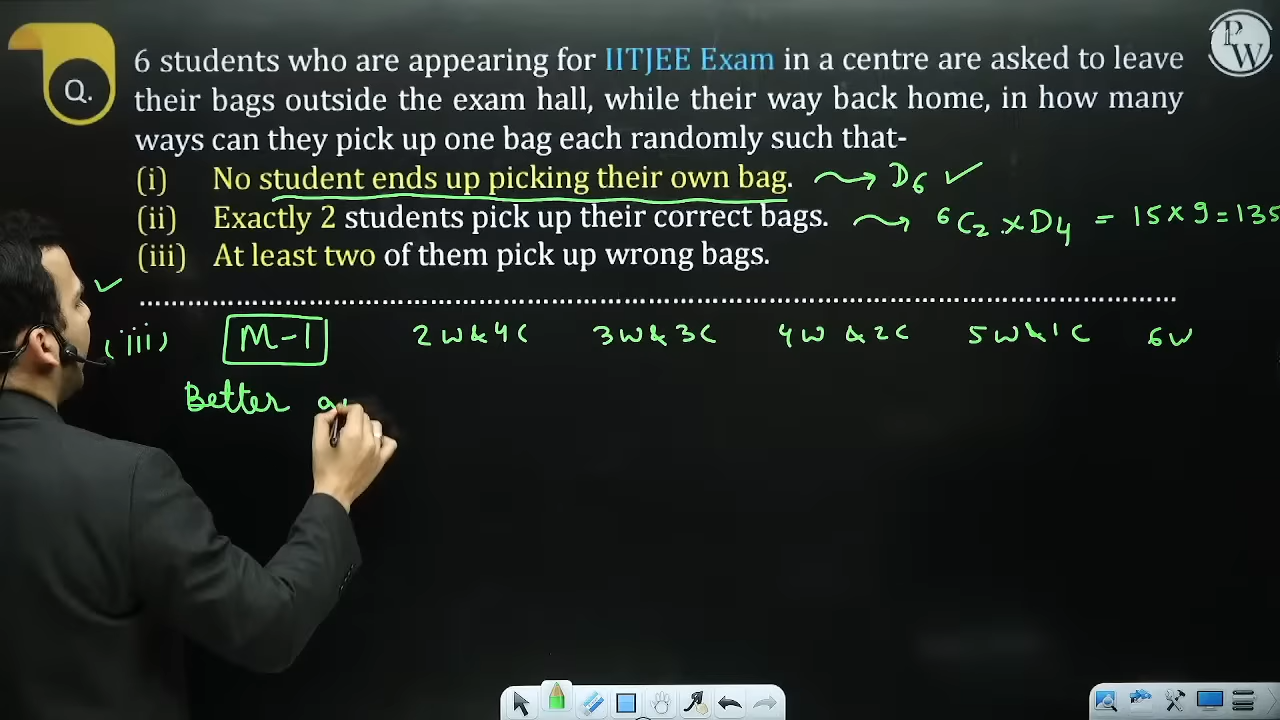 Q.
PW
6 students who are appearing for IITJEE Exam in a centre are asked to leave
their bags outside the exam hall, while their way back home, in how many
ways can they pick up one bag each randomly such that-
(i) No student ends up picking their own bag. D₆
(ii) Exactly 2 students pick up their correct bags. ⁶C₂ × D₄ = 15 × 9 = 135
(iii) At least two of them pick up wrong bags.
(iii) M-1 2W & 4C 3W & 3C 4W & 2C 5W & 1C 6W
Better